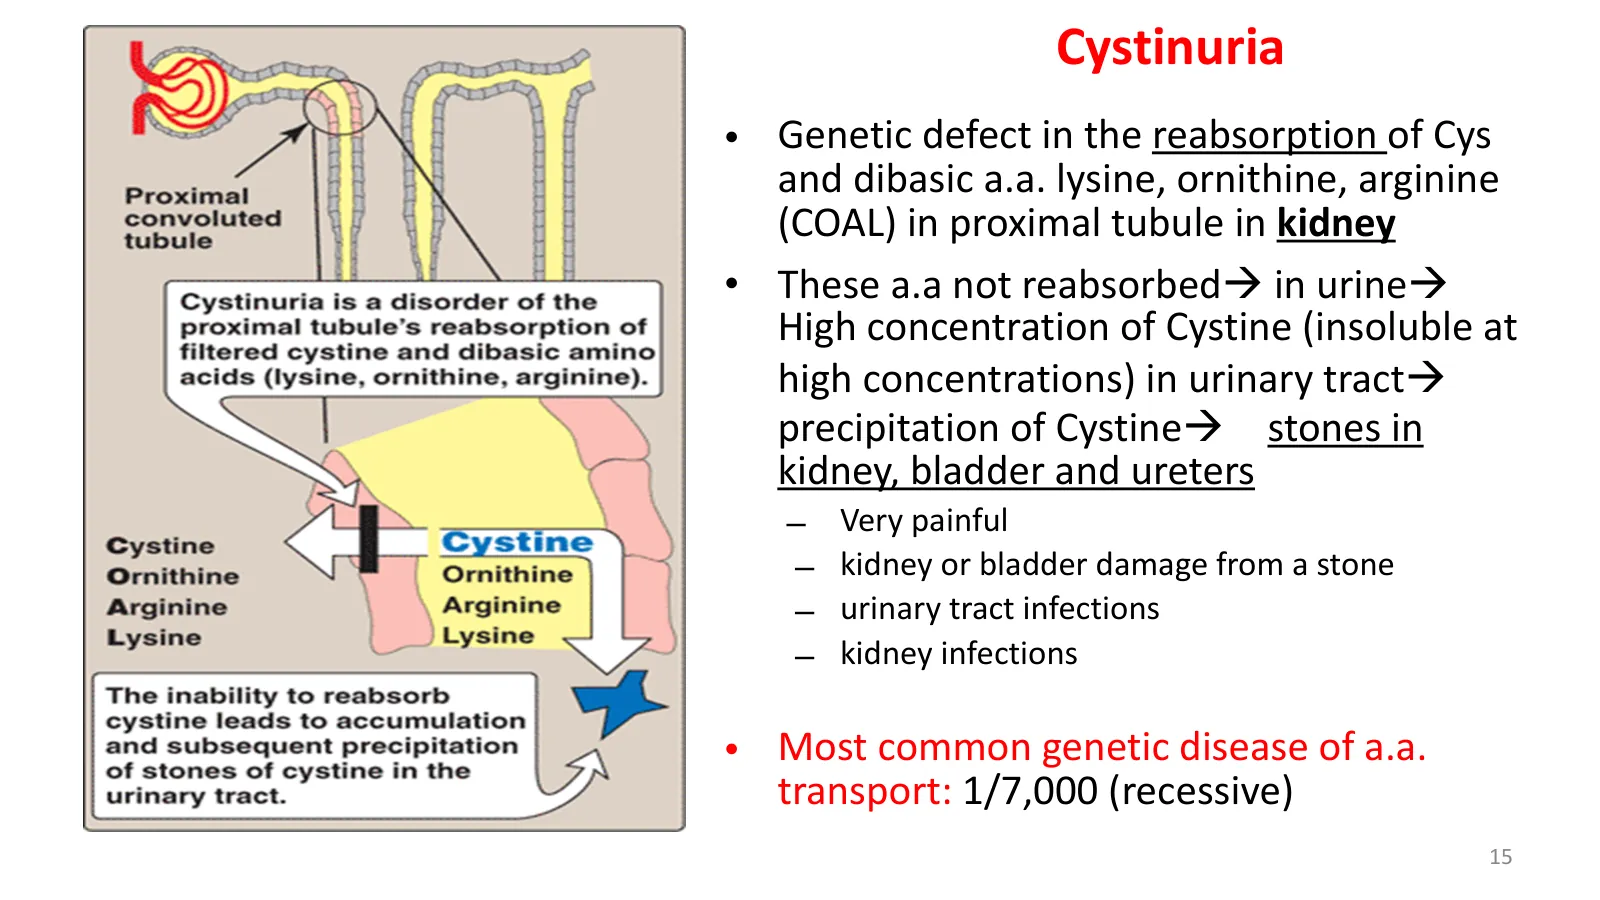 Cystinuria
Proximal
convoluted
tubule
Cystinuria is a disorder of the
proximal tubule's reabsorption of
filtered cystine and dibasic amino
acids (lysine, ornithine, arginine).
Cystine
Ornithine
Arginine
Lysine
Cystine
Ornithine
Arginine
Lysine
The inability to reabsorb
cystine leads to accumulation
and subsequent precipitation
of stones of cystine in the
urinary tract.
• Genetic defect in the reabsorption of Cys
and dibasic a.a. lysine, ornithine, arginine
(COAL) in proximal tubule in kidney
• These a.a not reabsorbed→ in urine→
High concentration of Cystine (insoluble at
high concentrations) in urinary tract→
precipitation of Cystine→ stones in
kidney, bladder and ureters
– Very painful
– kidney or bladder damage from a stone
– urinary tract infections
– kidney infections
• Most common genetic disease of a.a.
transport: 1/7,000 (recessive)
15